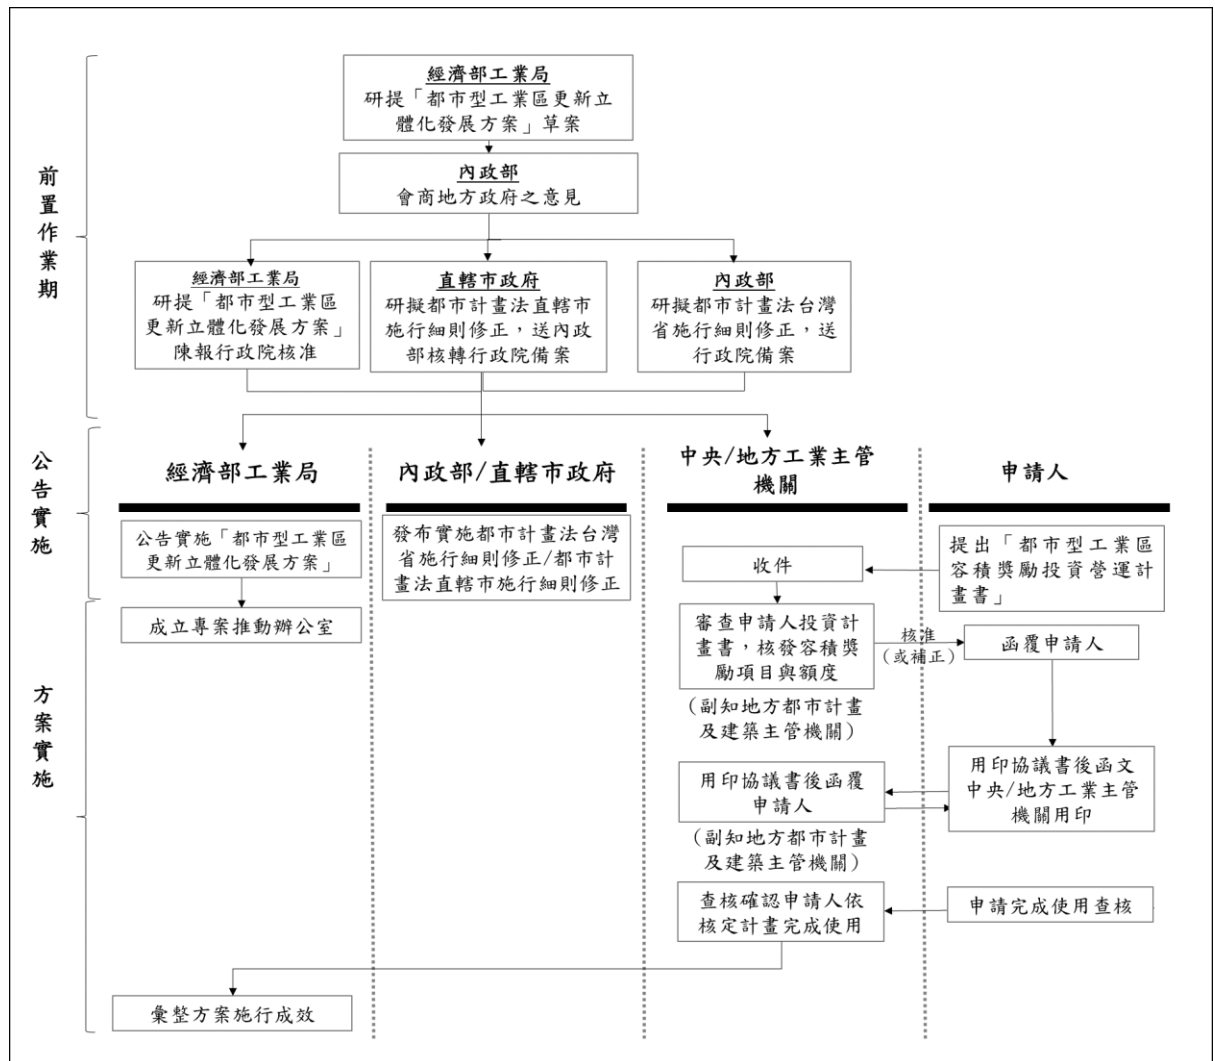 經濟部工業局
研提「都市型工業區更新立
體化發展方案」草案
內政部
會商地方政府之意見
前置作業期
經濟部工業局
研提「都市型工業區
更新立體化發展方案」
陳報行政院核准
直轄市政府
研擬都市計畫法直轄市
施行細則修正，送內政
部核轉行政院備案
內政部
研擬都市計畫法台灣
省施行細則修正，送
行政院備案
公告實施
經濟部工業局
內政部/直轄市政府
中央/地方工業主管
機關
申請人
公告實施「都市型工業區
更新立體化發展方案」
發布實施都市計畫法台灣
省施行細則修正/都市計
畫法直轄市施行細則修正
收件
提出「都市型工業區
容積獎勵投資營運計
畫書」
方案實施
成立專案推動辦公室
審查申請人投資計
畫書，核發容積獎
勵項目與額度
核准
（或補正）
函覆申請人
（副知地方都市計畫
及建築主管機關）
用印協議書後函覆
申請人
用印協議書後函文
中央/地方工業主管
機關用印
（副知地方都市計畫
及建築主管機關）
查核確認申請人依
核定計畫完成使用
申請完成使用查核
彙整方案施行成效